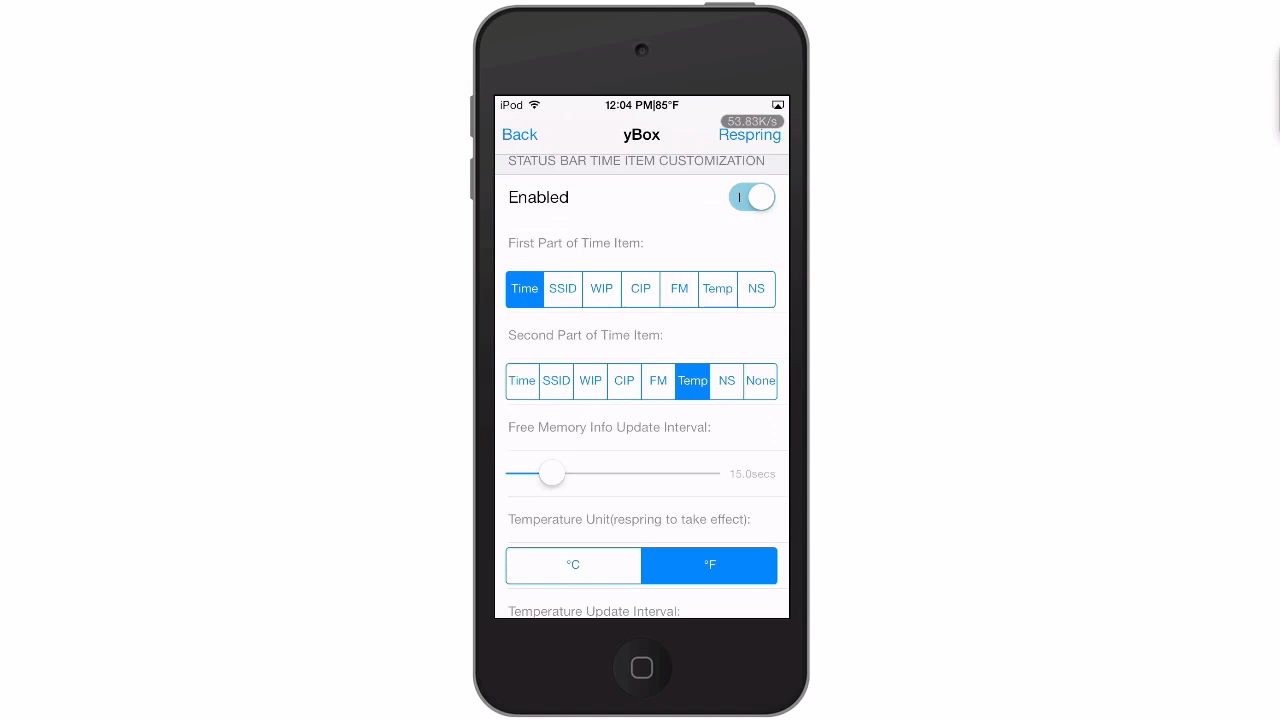 iPod 12:04 PM|85°F
53.83K/s
Back yBox Respring
STATUS BAR TIME ITEM CUSTOMIZATION
Enabled
First Part of Time Item:
Time SSID WIP CIP FM Temp NS
Second Part of Time Item:
Time SSID WIP CIP FM Temp NS None
Free Memory Info Update Interval:
15.0secs
Temperature Unit(respring to take effect):
°C °F
Temperature Update Interval: